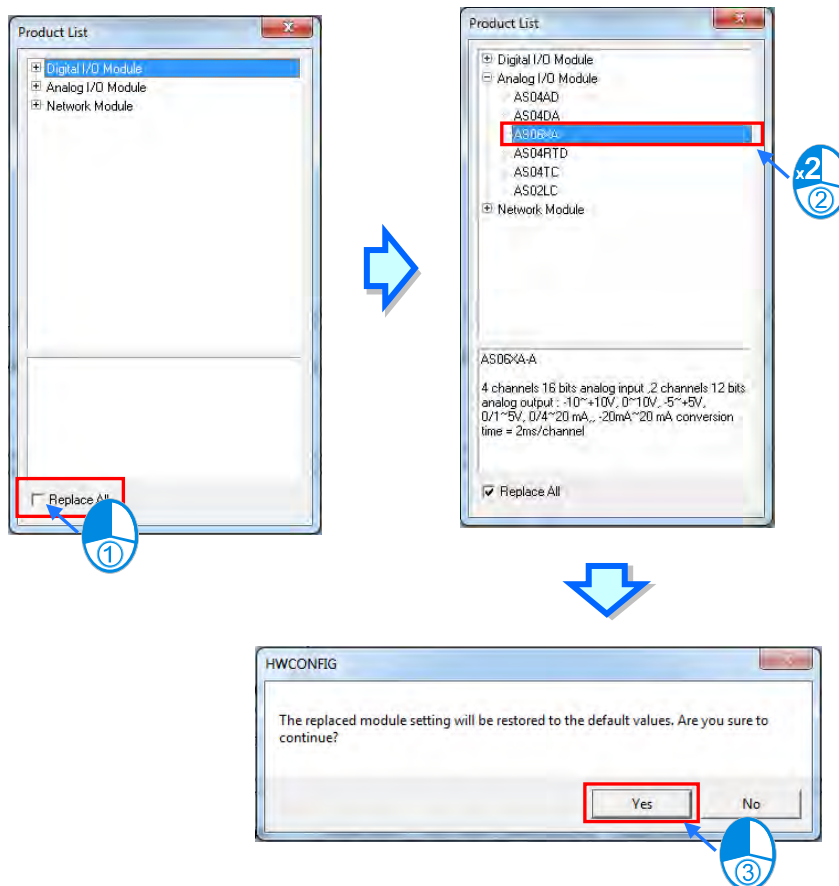 Product List
x
Digital I/O Module
Analog I/O Module
Network Module
Replace All
①
Product List
x
Digital I/O Module
Analog I/O Module
AS04AD
AS04DA
AS06XA
AS04RTD
AS04TC
AS02LC
Network Module
x2
②
AS06XA-A
4 channels 16 bits analog input ,2 channels 12 bits
analog output : -10~+10V, 0~10V, -5~+5V,
0/1~5V, 0/4~20 mA,, -20mA~20 mA conversion
time = 2ms/channel
Replace All
HWCONFIG
The replaced module setting will be restored to the default values. Are you sure to
continue?
Yes
No
③